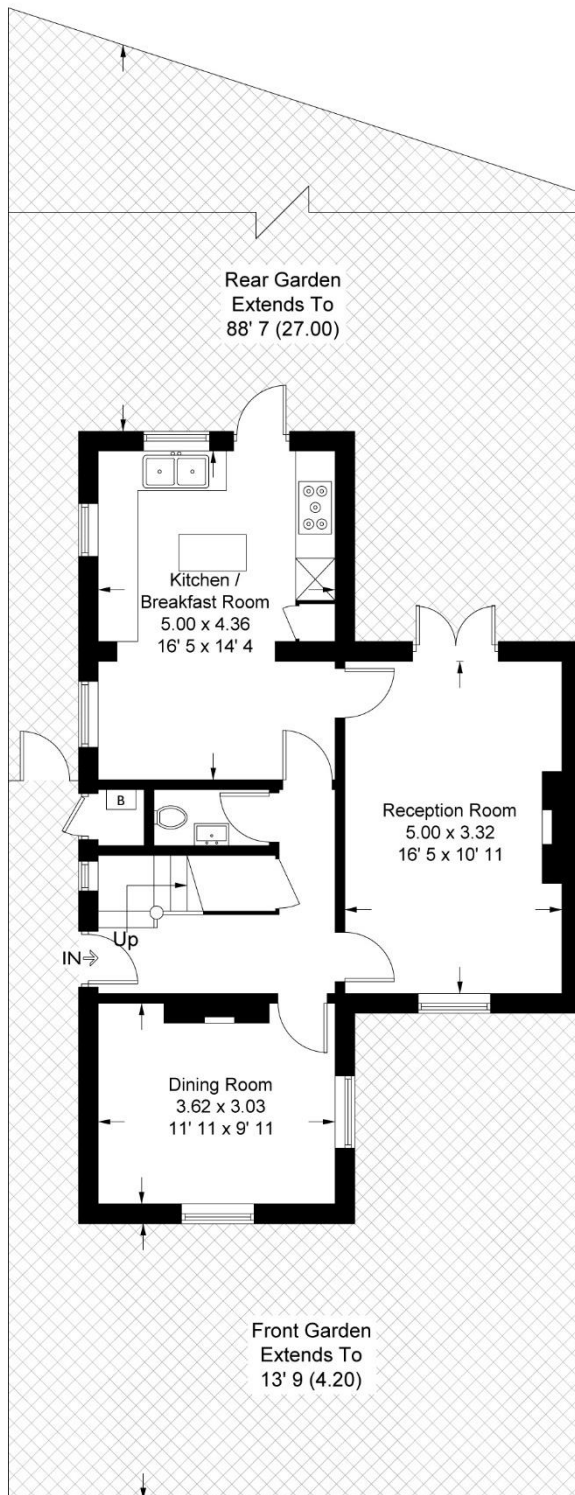 Rear Garden
Extends To
88' 7 (27.00)
Kitchen /
Breakfast Room
5.00 x 4.36
16' 5 x 14' 4
B
Reception Room
5.00 x 3.32
16' 5 x 10' 11
Up
IN
Dining Room
3.62 x 3.03
11' 11 x 9' 11
Front Garden
Extends To
13' 9 (4.20)